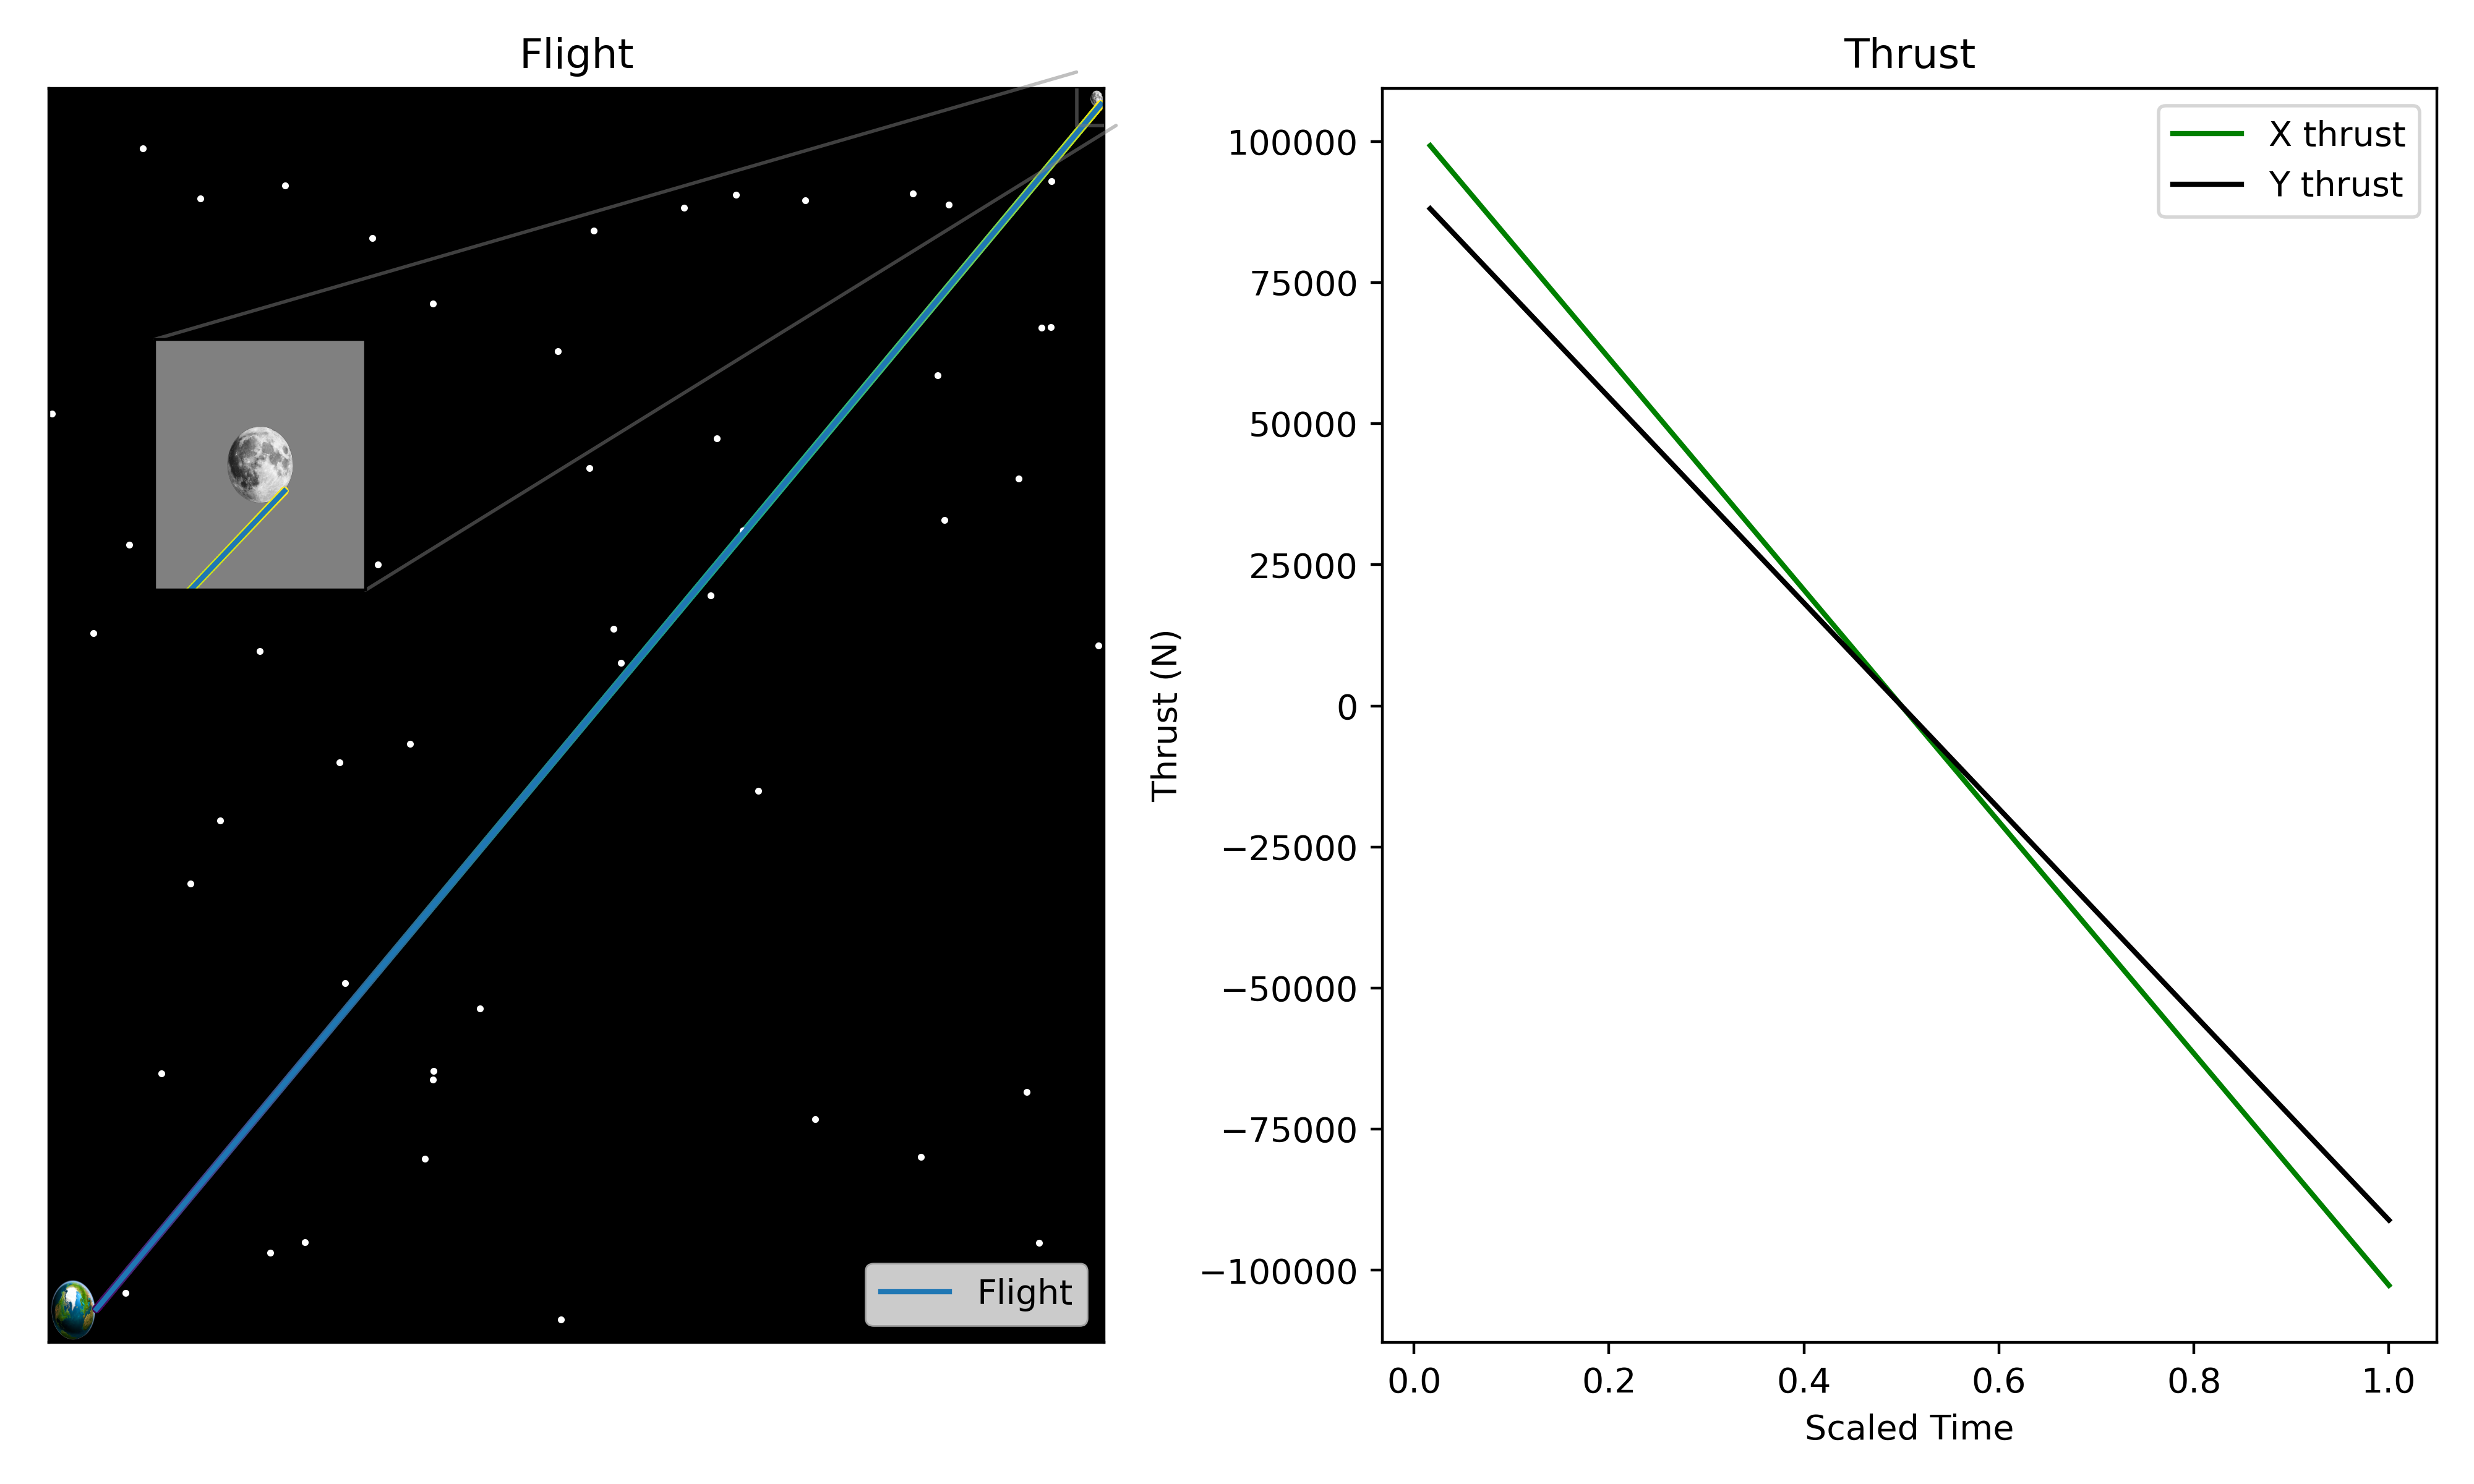 Flight
Flight
Thrust
X thrust
Y thrust
Thrust (N)
100000
75000
50000
25000
0
−25000
−50000
−75000
−100000
0.0 0.2 0.4 0.6 0.8 1.0
Scaled Time